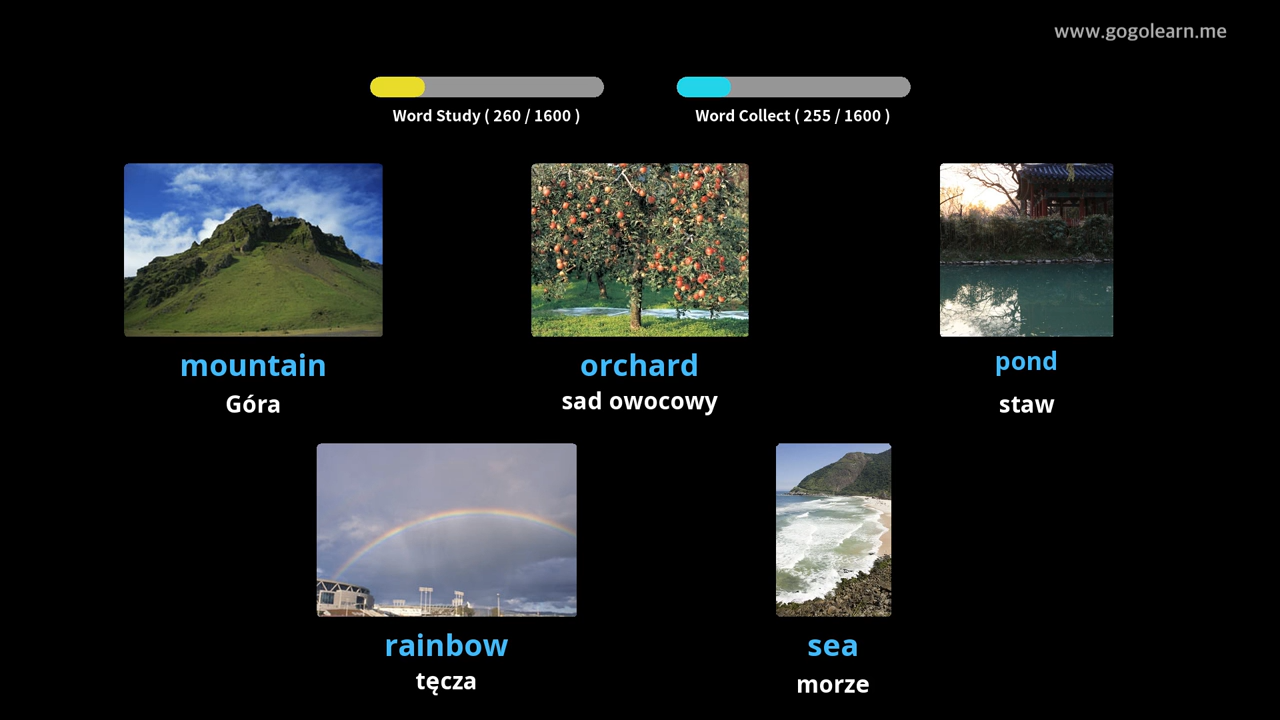 www.gogolearn.me
Word Study ( 260 / 1600 )
Word Collect ( 255 / 1600 )
mountain
Góra
orchard
sad owocowy
pond
staw
rainbow
tęcza
sea
morze